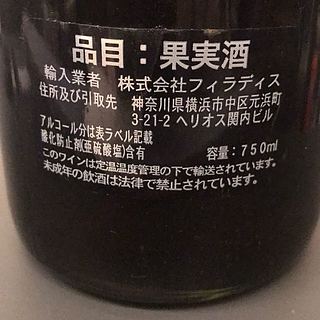 品目：果実酒
輸入業者　株式会社フィラディス
住所及び引取先　神奈川県横浜市中区元浜町
3-21-2 ヘリオス関内ビル
アルコール分は表ラベル記載
酸化防止剤(亜硫酸塩)含有　容量：750ml
このワインは定温温度管理の下で輸送されています。
未成年の飲酒は法律で禁止されています。